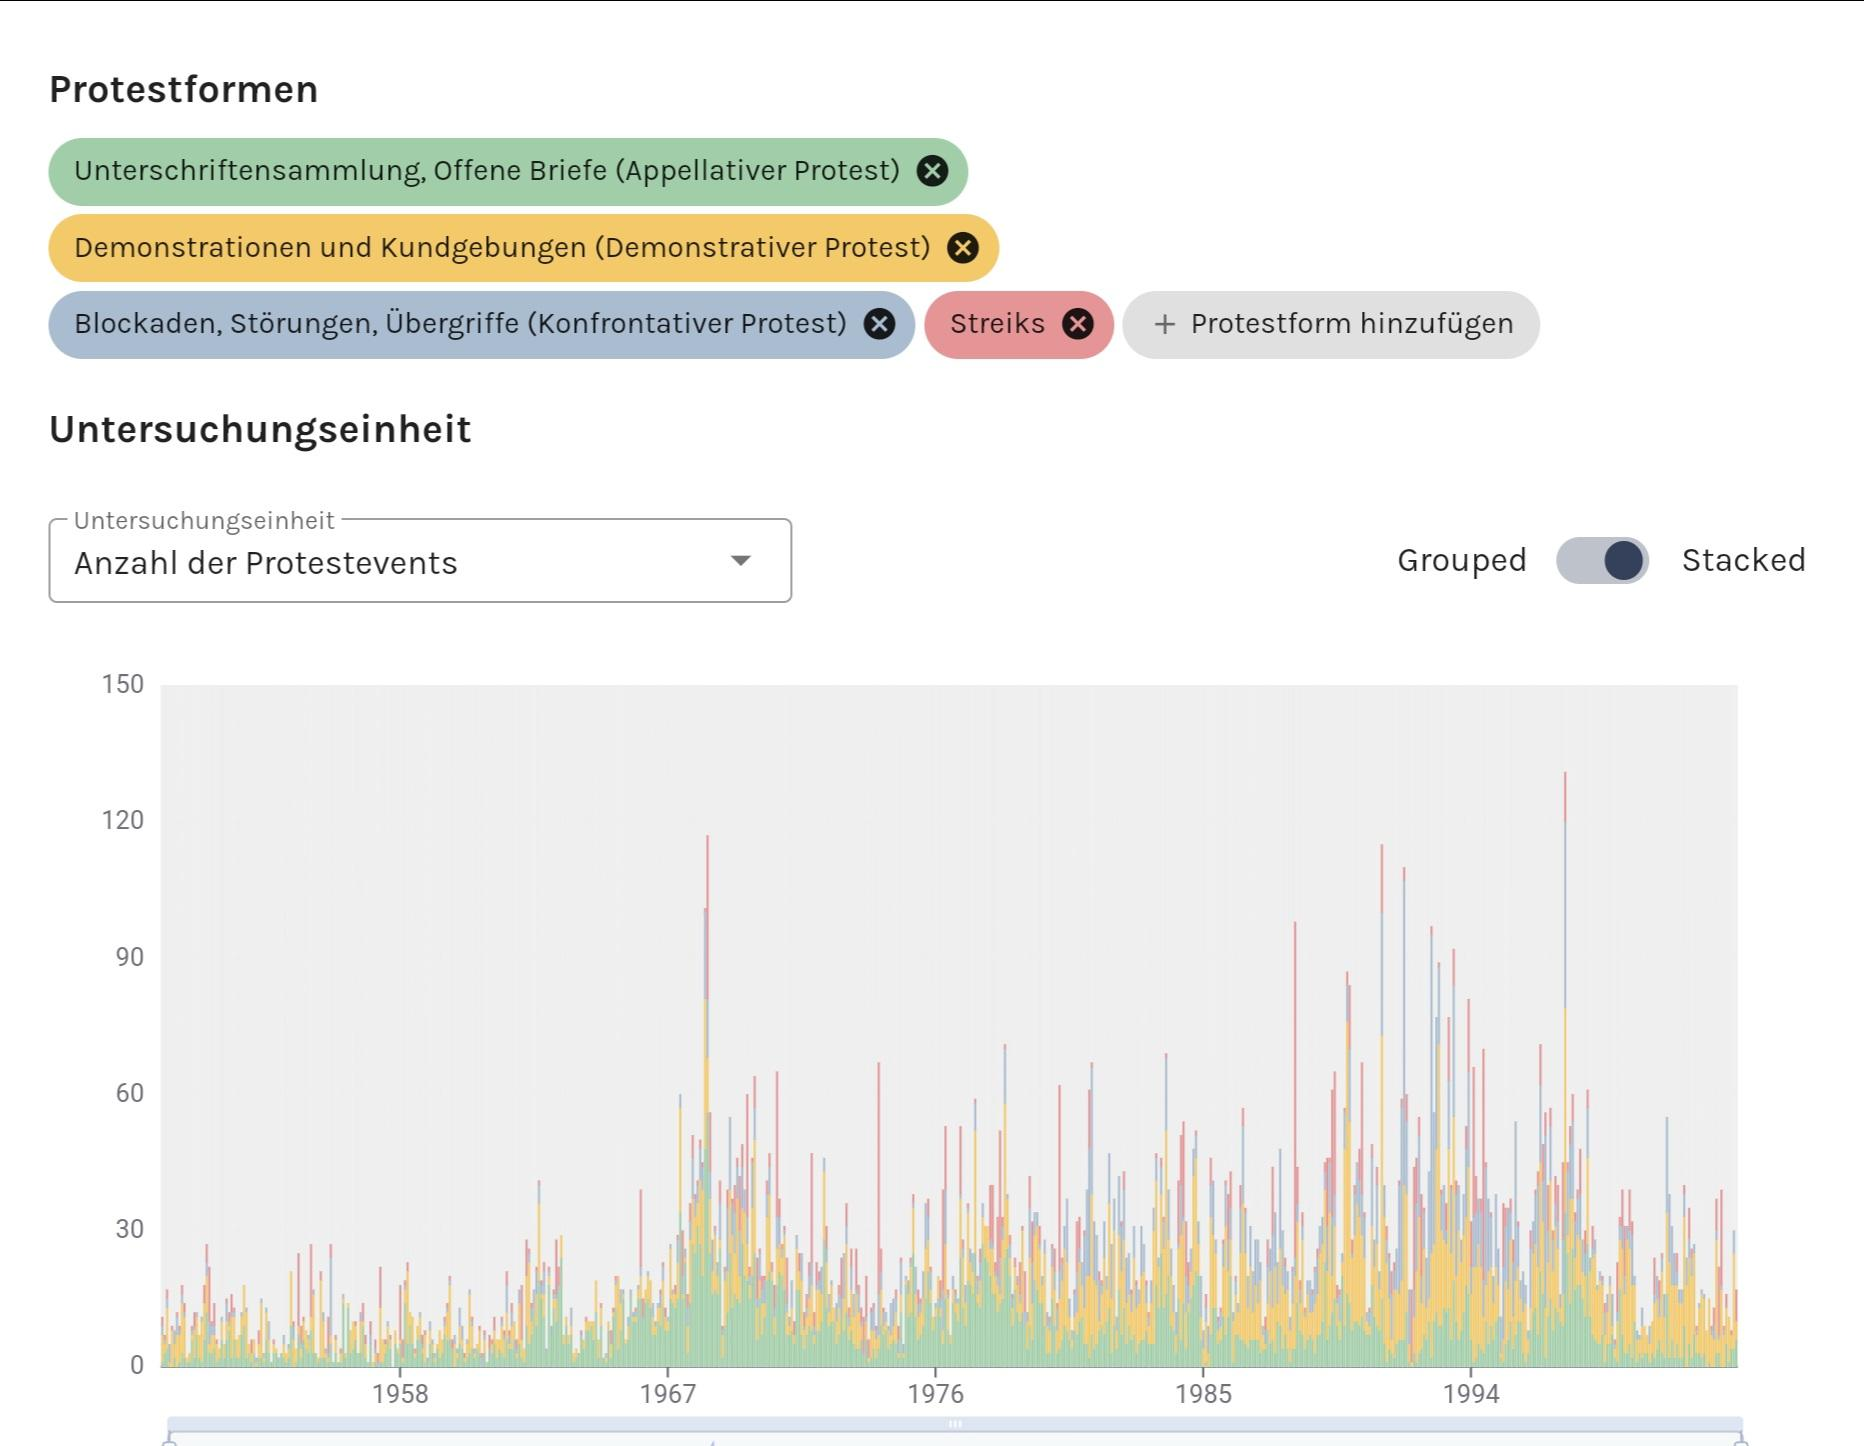 Protestformen
Unterschriftensammlung, Offene Briefe (Appellativer Protest)
Demonstrationen und Kundgebungen (Demonstrativer Protest)
Blockaden, Störungen, Übergriffe (Konfrontativer Protest) Streiks + Protestform hinzufügen
Untersuchungseinheit
Untersuchungseinheit
Anzahl der Protestevents
Grouped Stacked
150
120
90
60
30
0
1958 1967 1976 1985 1994